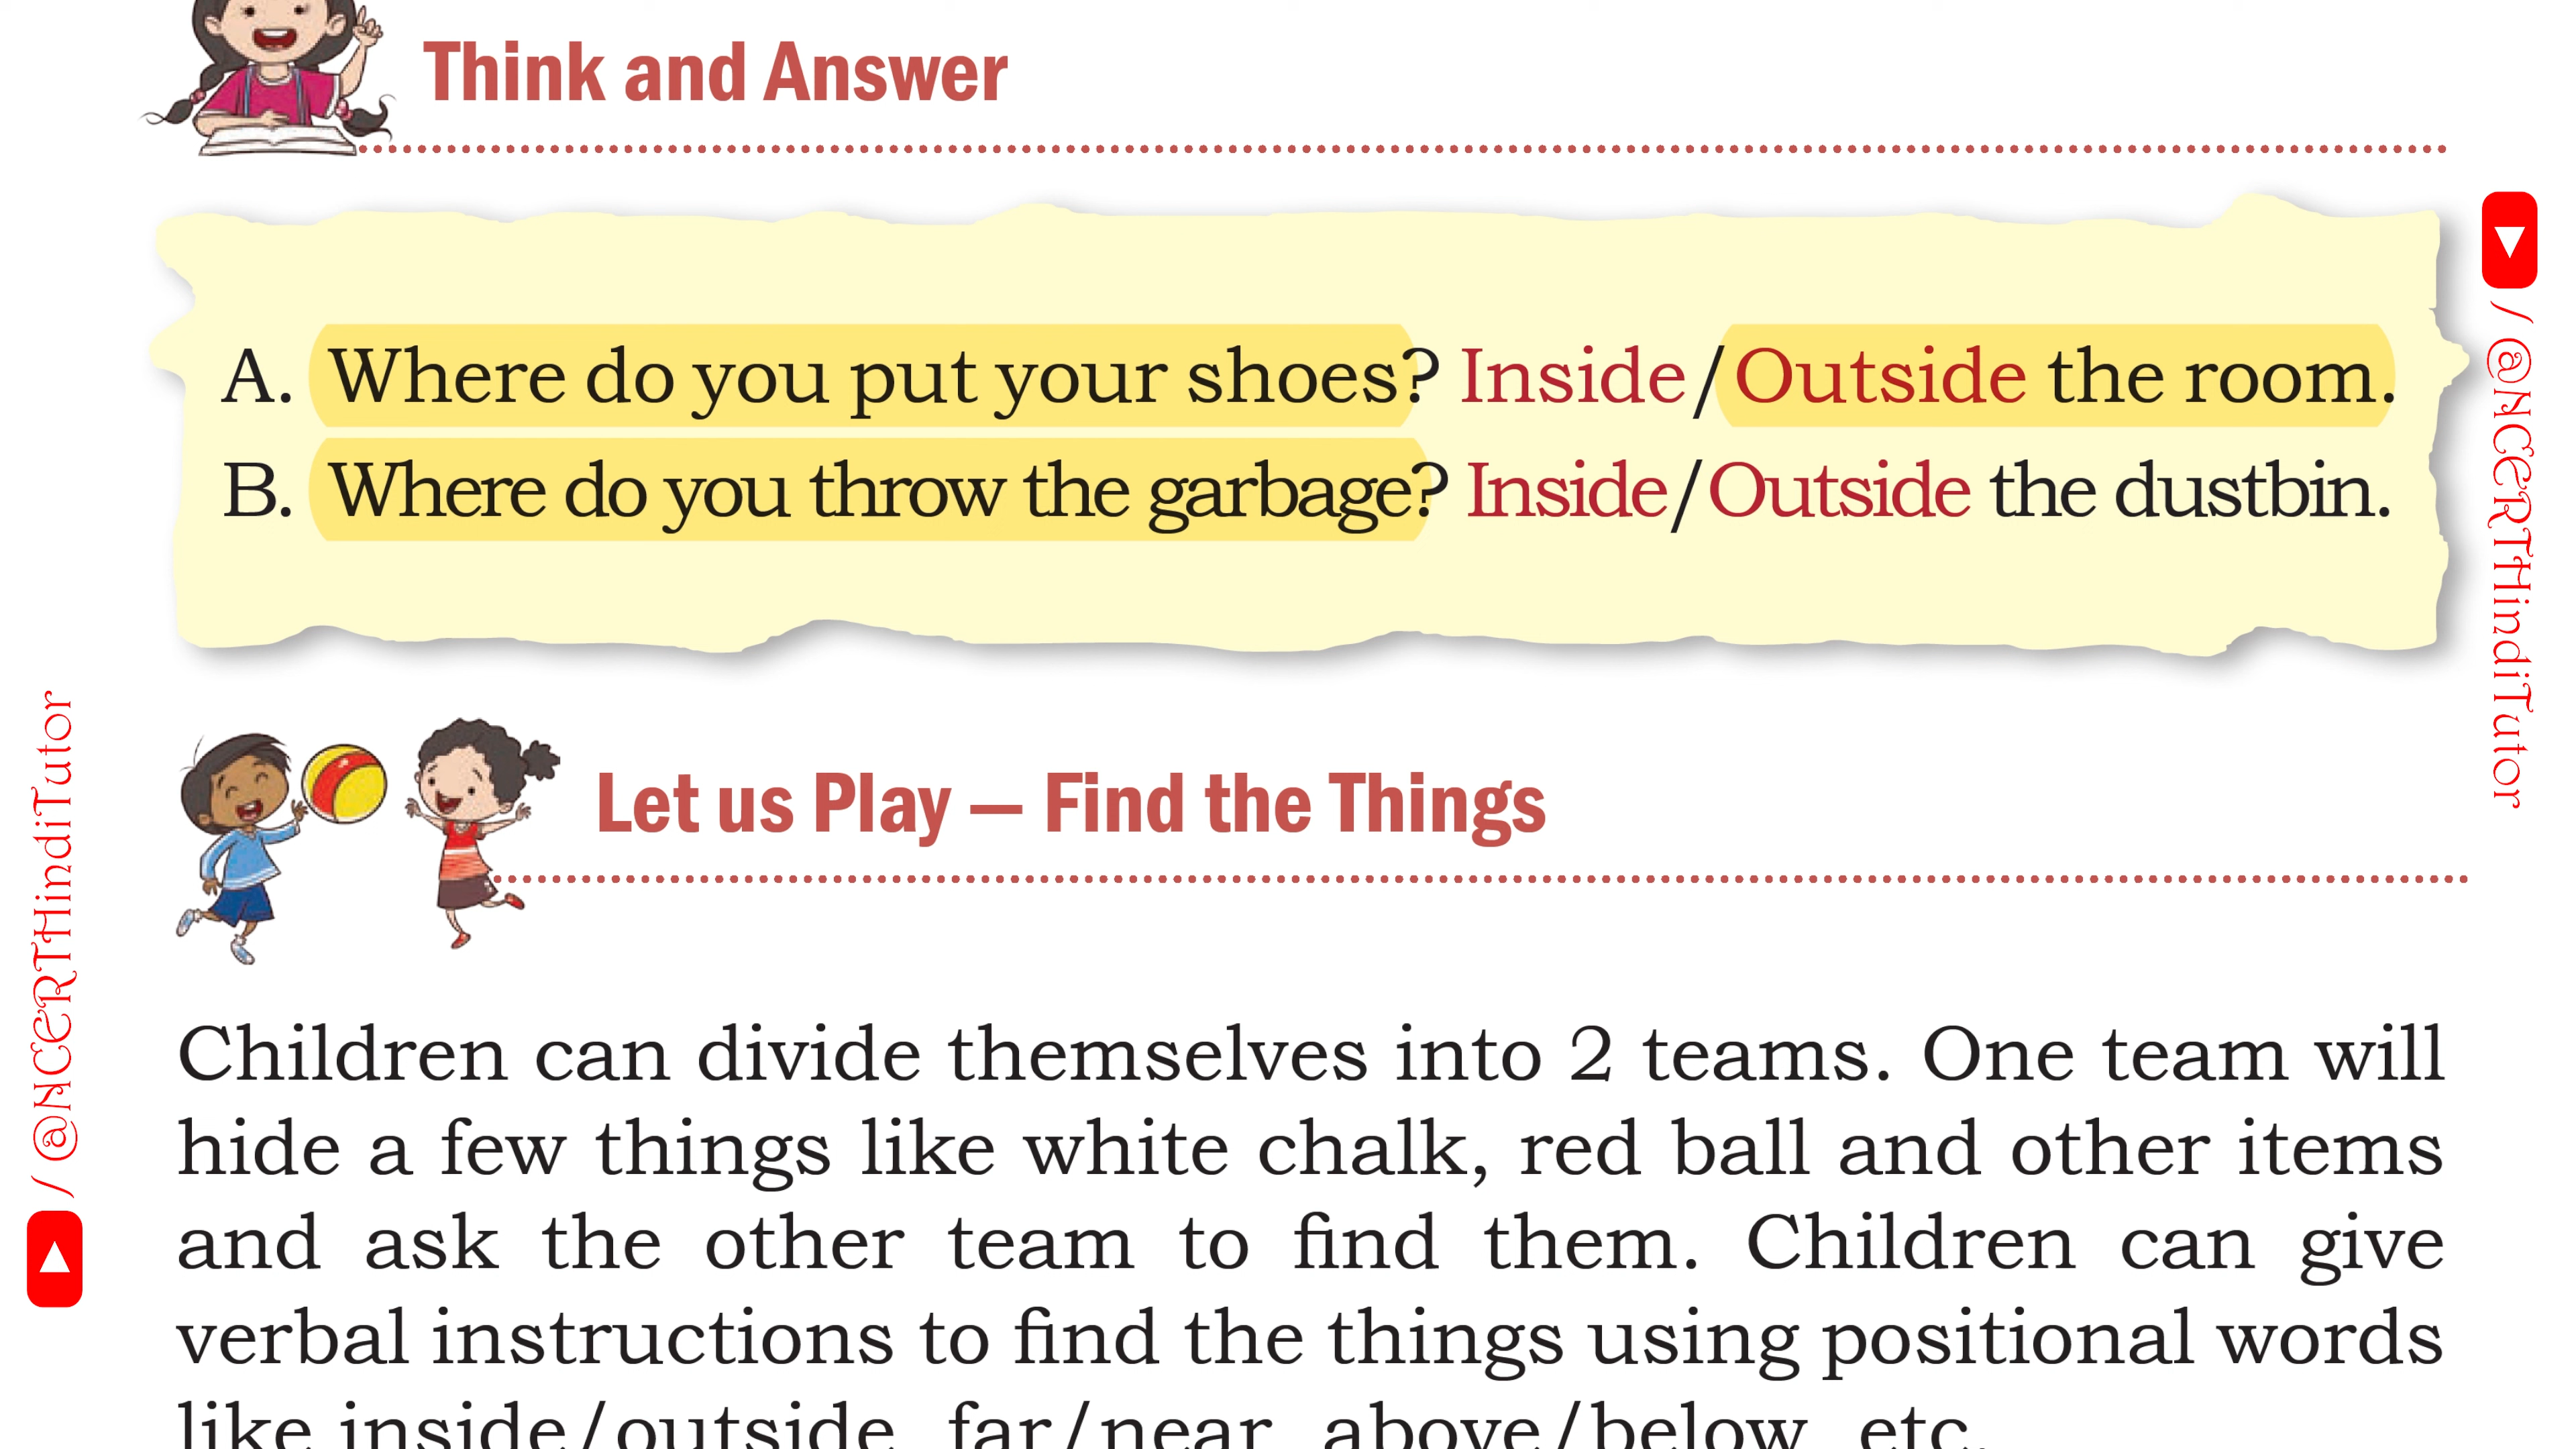 Think and Answer
A. Where do you put your shoes? Inside/Outside the room.
B. Where do you throw the garbage? Inside/Outside the dustbin.
Let us Play — Find the Things
Children can divide themselves into 2 teams. One team will
hide a few things like white chalk, red ball and other items
and ask the other team to find them. Children can give
verbal instructions to find the things using positional words
like inside/outside far/near above/below etc.
/ @NCERTHindiTutor
/ @NCERTHindiTutor